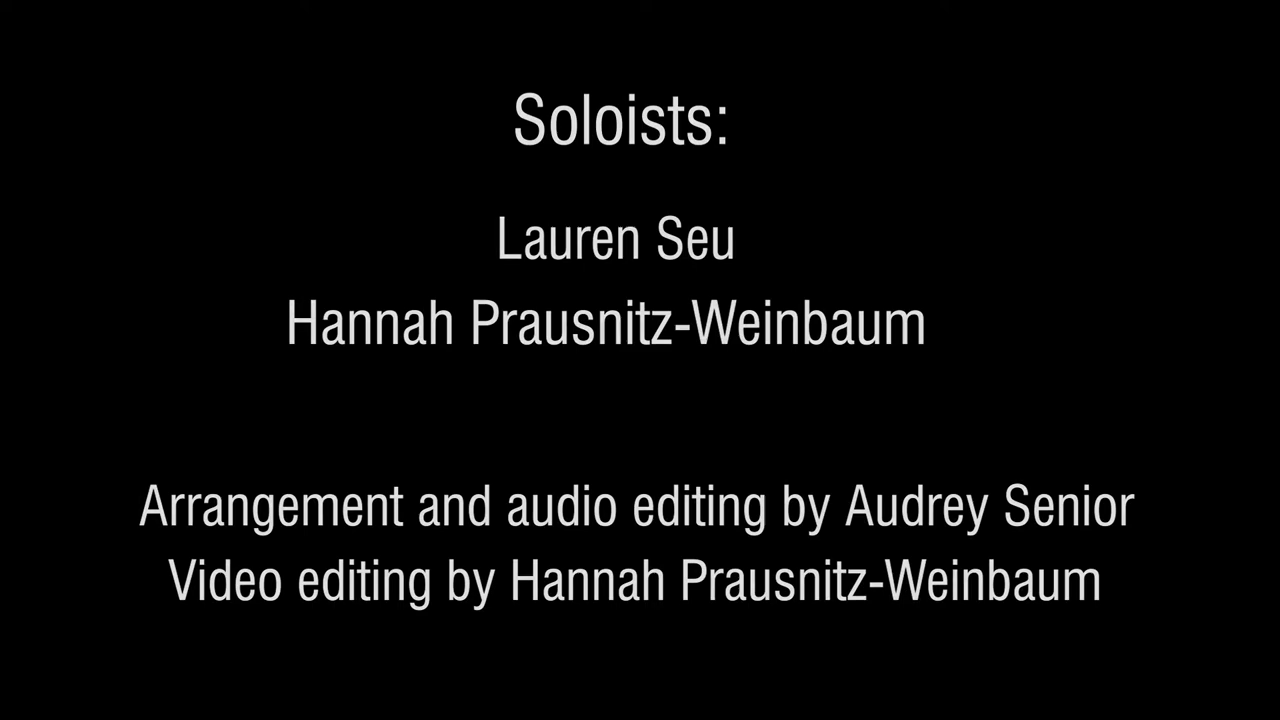 Soloists:
Lauren Seu
Hannah Prausnitz-Weinbaum
Arrangement and audio editing by Audrey Senior
Video editing by Hannah Prausnitz-Weinbaum